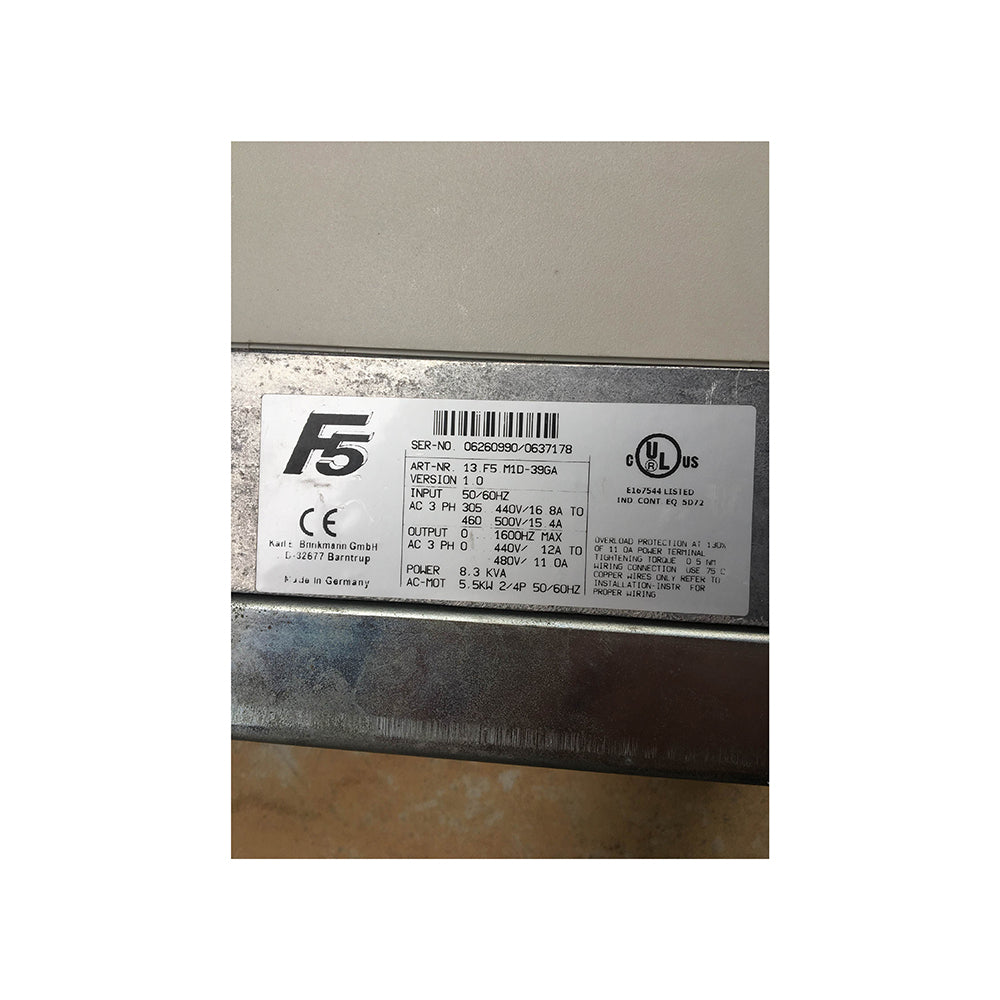 F5
SER-NO. 06260990/0637178
ART-NR. 13.F5.M1D-39GA
VERSION 1.0
INPUT 50/60HZ
AC 3 PH 305 440V/16.8A TO
460 500V/15.4A
OUTPUT 0 1600HZ MAX
AC 3 PH 0 440V/ 12A TO
480V/ 11.0A
POWER 8.3 KVA
AC-MOT 5.5KW 2/4P 50/60HZ
CE
Karl E. Brinkmann GmbH
D-32677 Barntrup
Made in Germany
C UL US
R
E167544 LISTED
IND CONT EQ 5D72
OVERLOAD PROTECTION AT 130%
OF 11.0A POWER TERMINAL
TIGHTENING TORQUE 0.5 NM
WIRING CONNECTION USE 75 C
COPPER WIRES ONLY REFER TO
INSTALLATION-INSTR FOR
PROPER WIRING